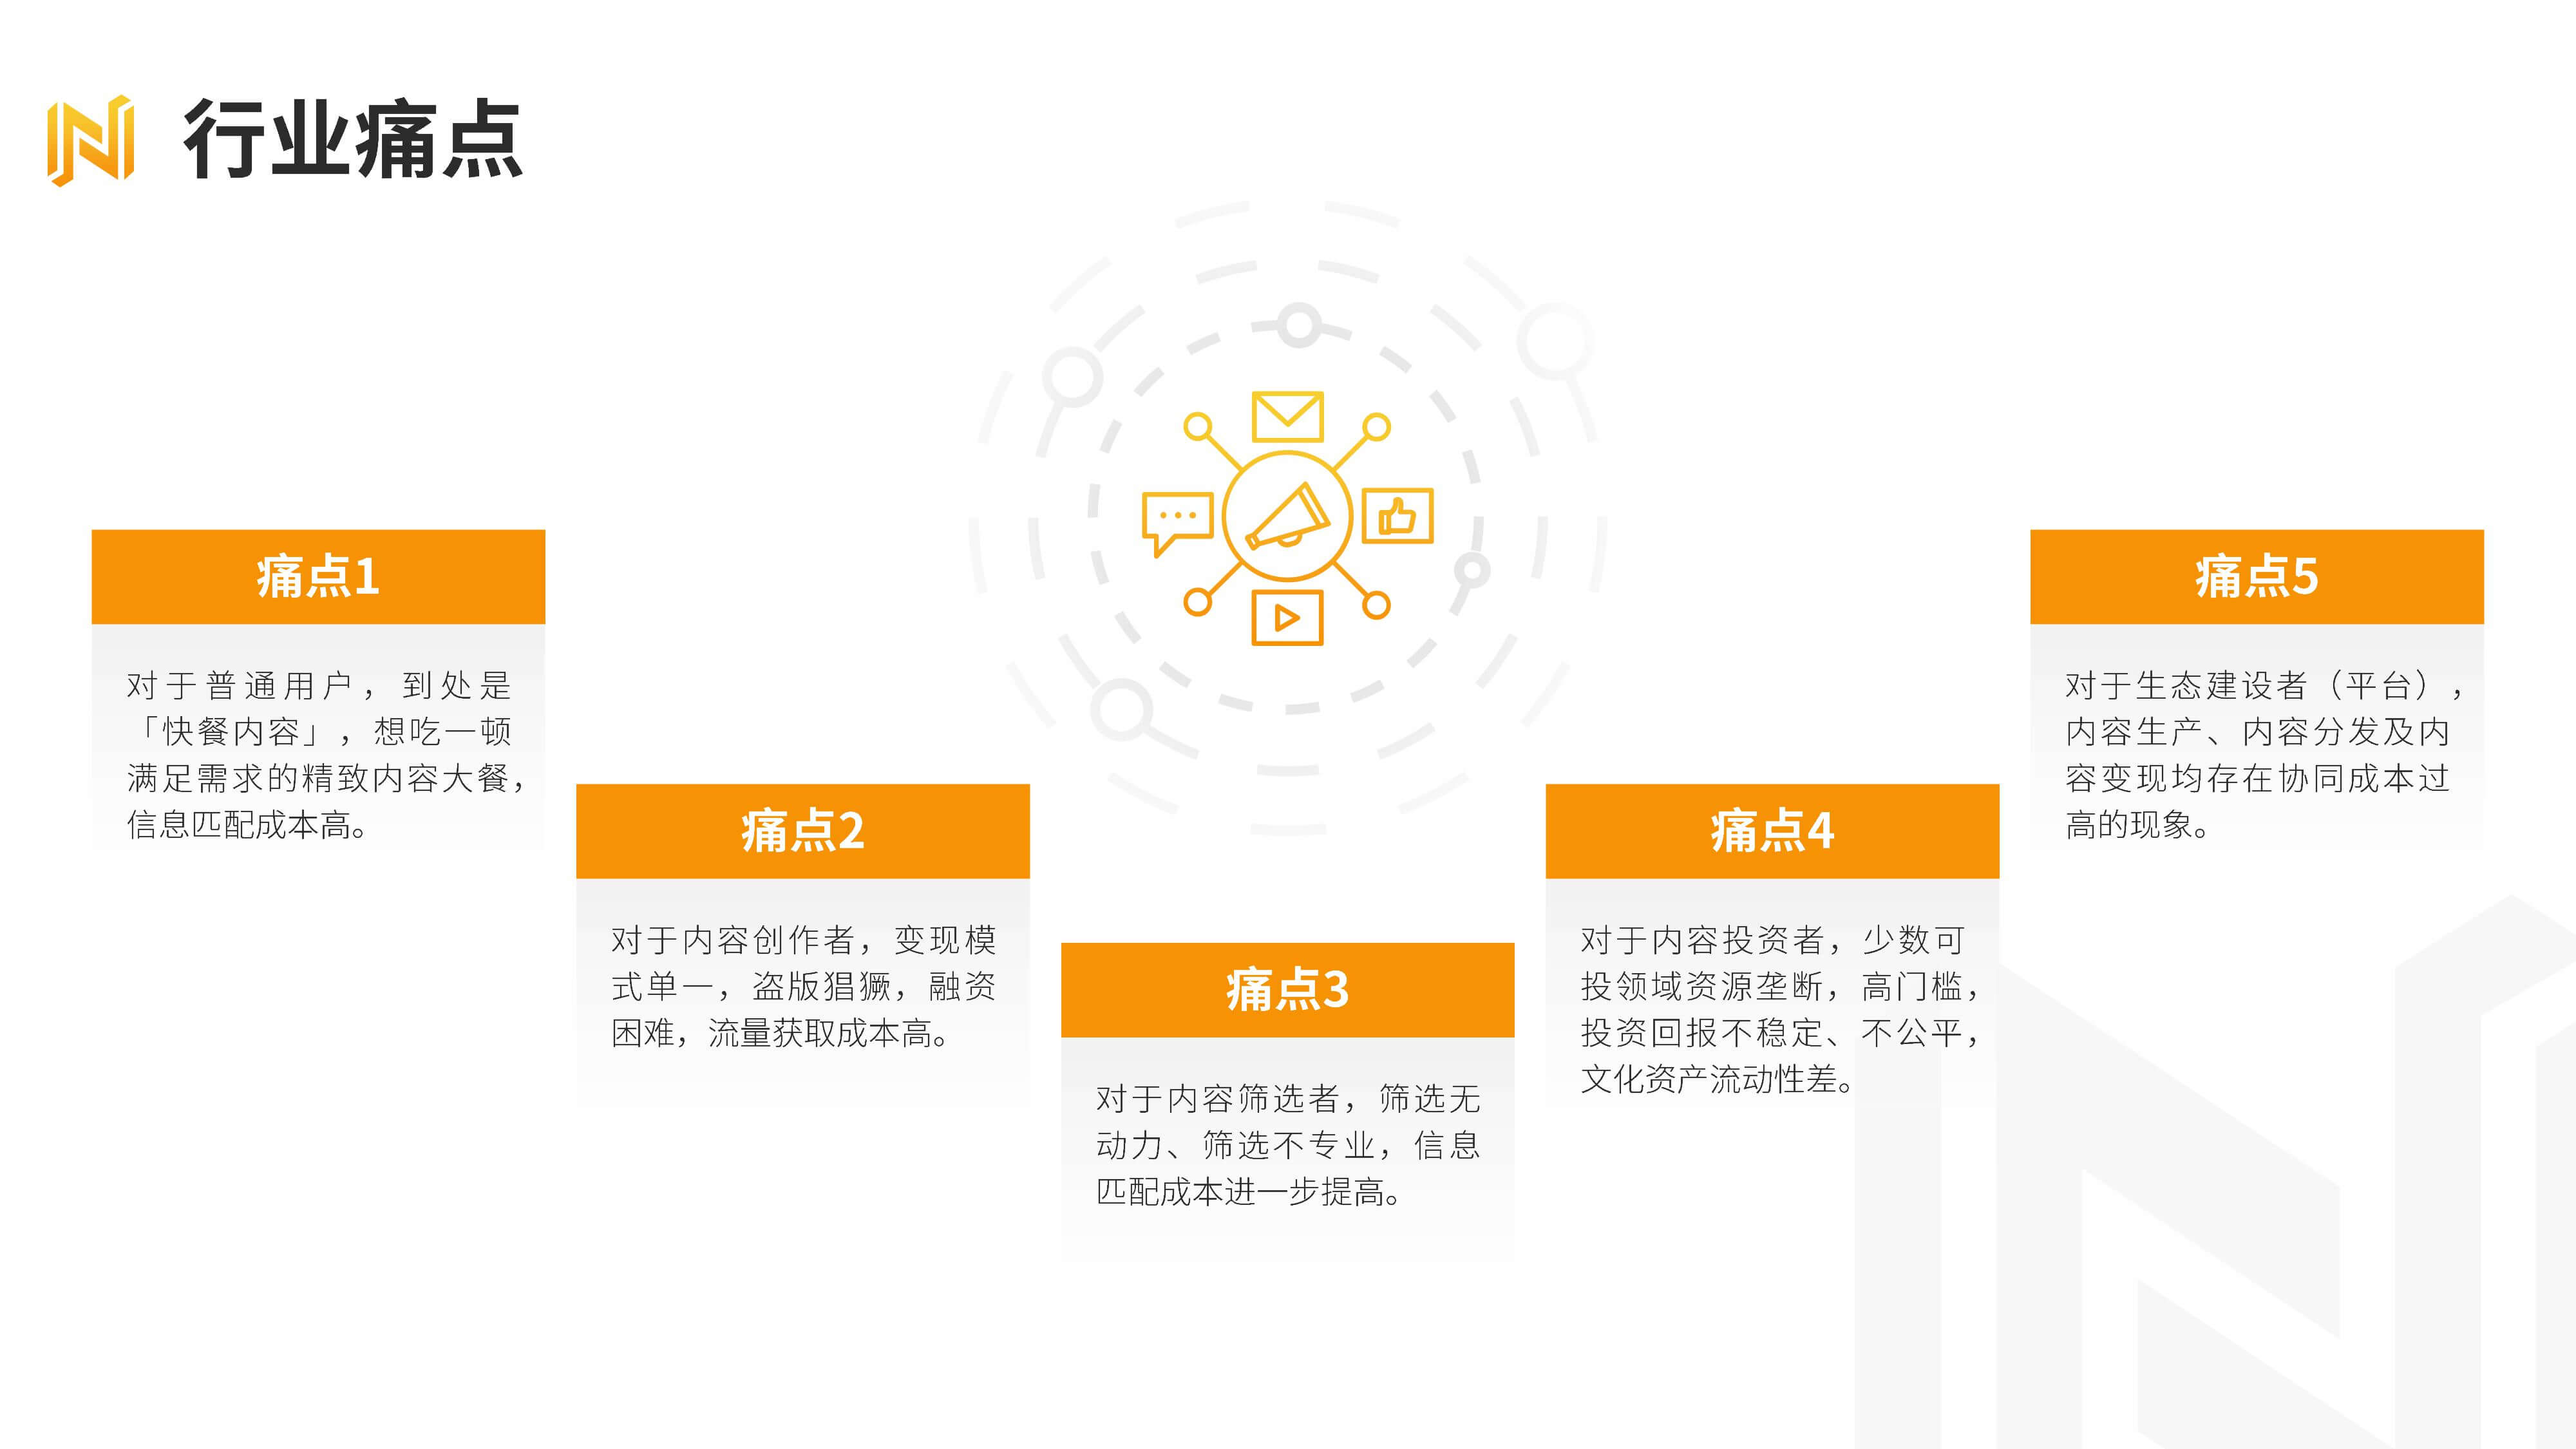 行业痛点
痛点1
对于普通用户，到处是
「快餐内容」，想吃一顿
满足需求的精致内容大餐，
信息匹配成本高。
痛点2
对于内容创作者，变现模
式单一，盗版猖獗，融资
困难，流量获取成本高。
痛点3
对于内容筛选者，筛选无
动力、筛选不专业，信息
匹配成本进一步提高。
痛点4
对于内容投资者，少数可
投领域资源垄断，高门槛，
投资回报不稳定、不公平，
文化资产流动性差。
痛点5
对于生态建设者（平台），
内容生产、内容分发及内
容变现均存在协同成本过
高的现象。